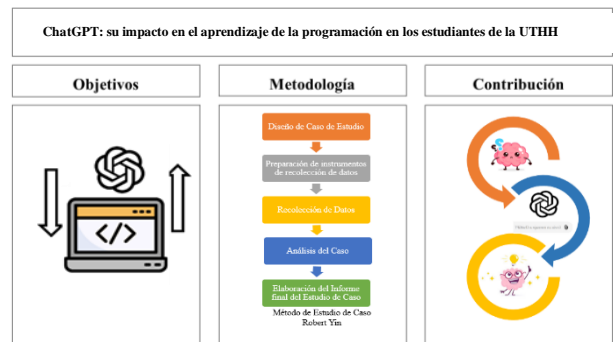 ChatGPT: su impacto en el aprendizaje de la programación en los estudiantes de la UTHH
Objetivos
Metodología
Contribución
</>
Diseño de Caso de Estudio
Preparación de instrumentos
de recolección de datos
Recolección de Datos
Análisis del Caso
Elaboración del Informe
final del Estudio de Caso
Método de Estudio de Caso
Robert Yin